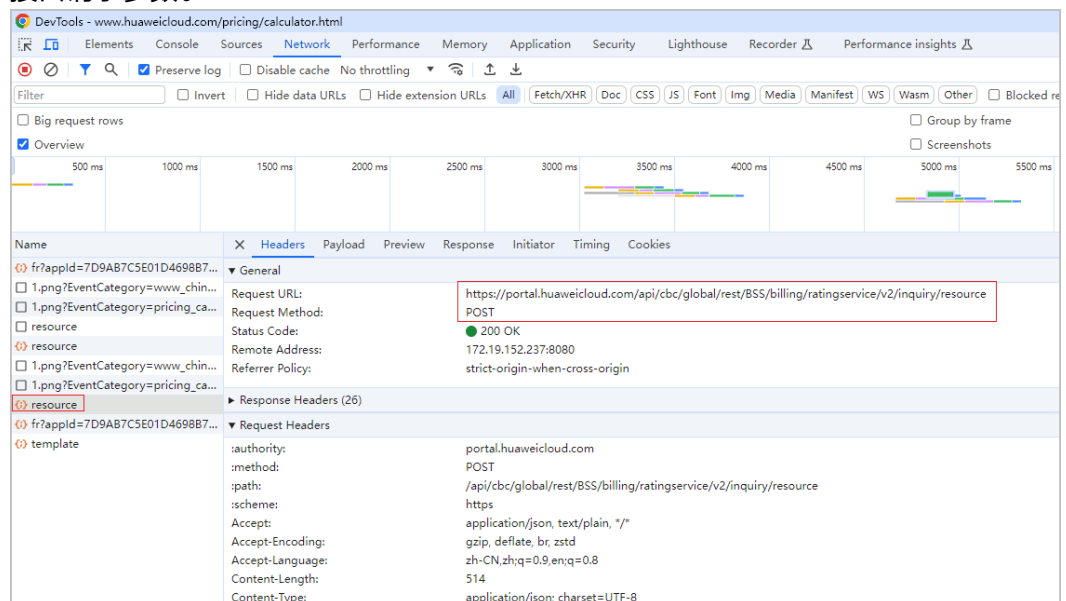 DevTools - www.huaweicloud.com/pricing/calculator.html
Elements Console Sources Network Performance Memory Application Security Lighthouse Recorder Performance insights
Preserve log Disable cache No throttling
Filter Invert Hide data URLs Hide extension URLs All Fetch/XHR Doc CSS JS Font Img Media Manifest WS Wasm Other Blocked re
Big request rows Group by frame
Overview Screenshots
500 ms 1000 ms 1500 ms 2000 ms 2500 ms 3000 ms 3500 ms 4000 ms 4500 ms 5000 ms 5500 ms
Name Headers Payload Preview Response Initiator Timing Cookies
fr?appId=7D9AB7C5E01D4698B7... General
1.png?EventCategory=www_chin... Request URL: https://portal.huaweicloud.com/api/cbc/global/rest/BSS/billing/ratingservice/v2/inquiry/resource
1.png?EventCategory=pricing_ca... Request Method: POST
resource Status Code: 200 OK
resource Remote Address: 172.19.152.237:8080
1.png?EventCategory=www_chin... Referrer Policy: strict-origin-when-cross-origin
1.png?EventCategory=pricing_ca...
resource Response Headers (26)
fr?appId=7D9AB7C5E01D4698B7... Request Headers
template :authority: portal.huaweicloud.com
:method: POST
:path: /api/cbc/global/rest/BSS/billing/ratingservice/v2/inquiry/resource
:scheme: https
Accept: application/json, text/plain, */*
Accept-Encoding: gzip, deflate, br, zstd
Accept-Language: zh-CN,zh;q=0.9,en;q=0.8
Content-Length: 514
Content-Type: application/json; charset=UTF-8